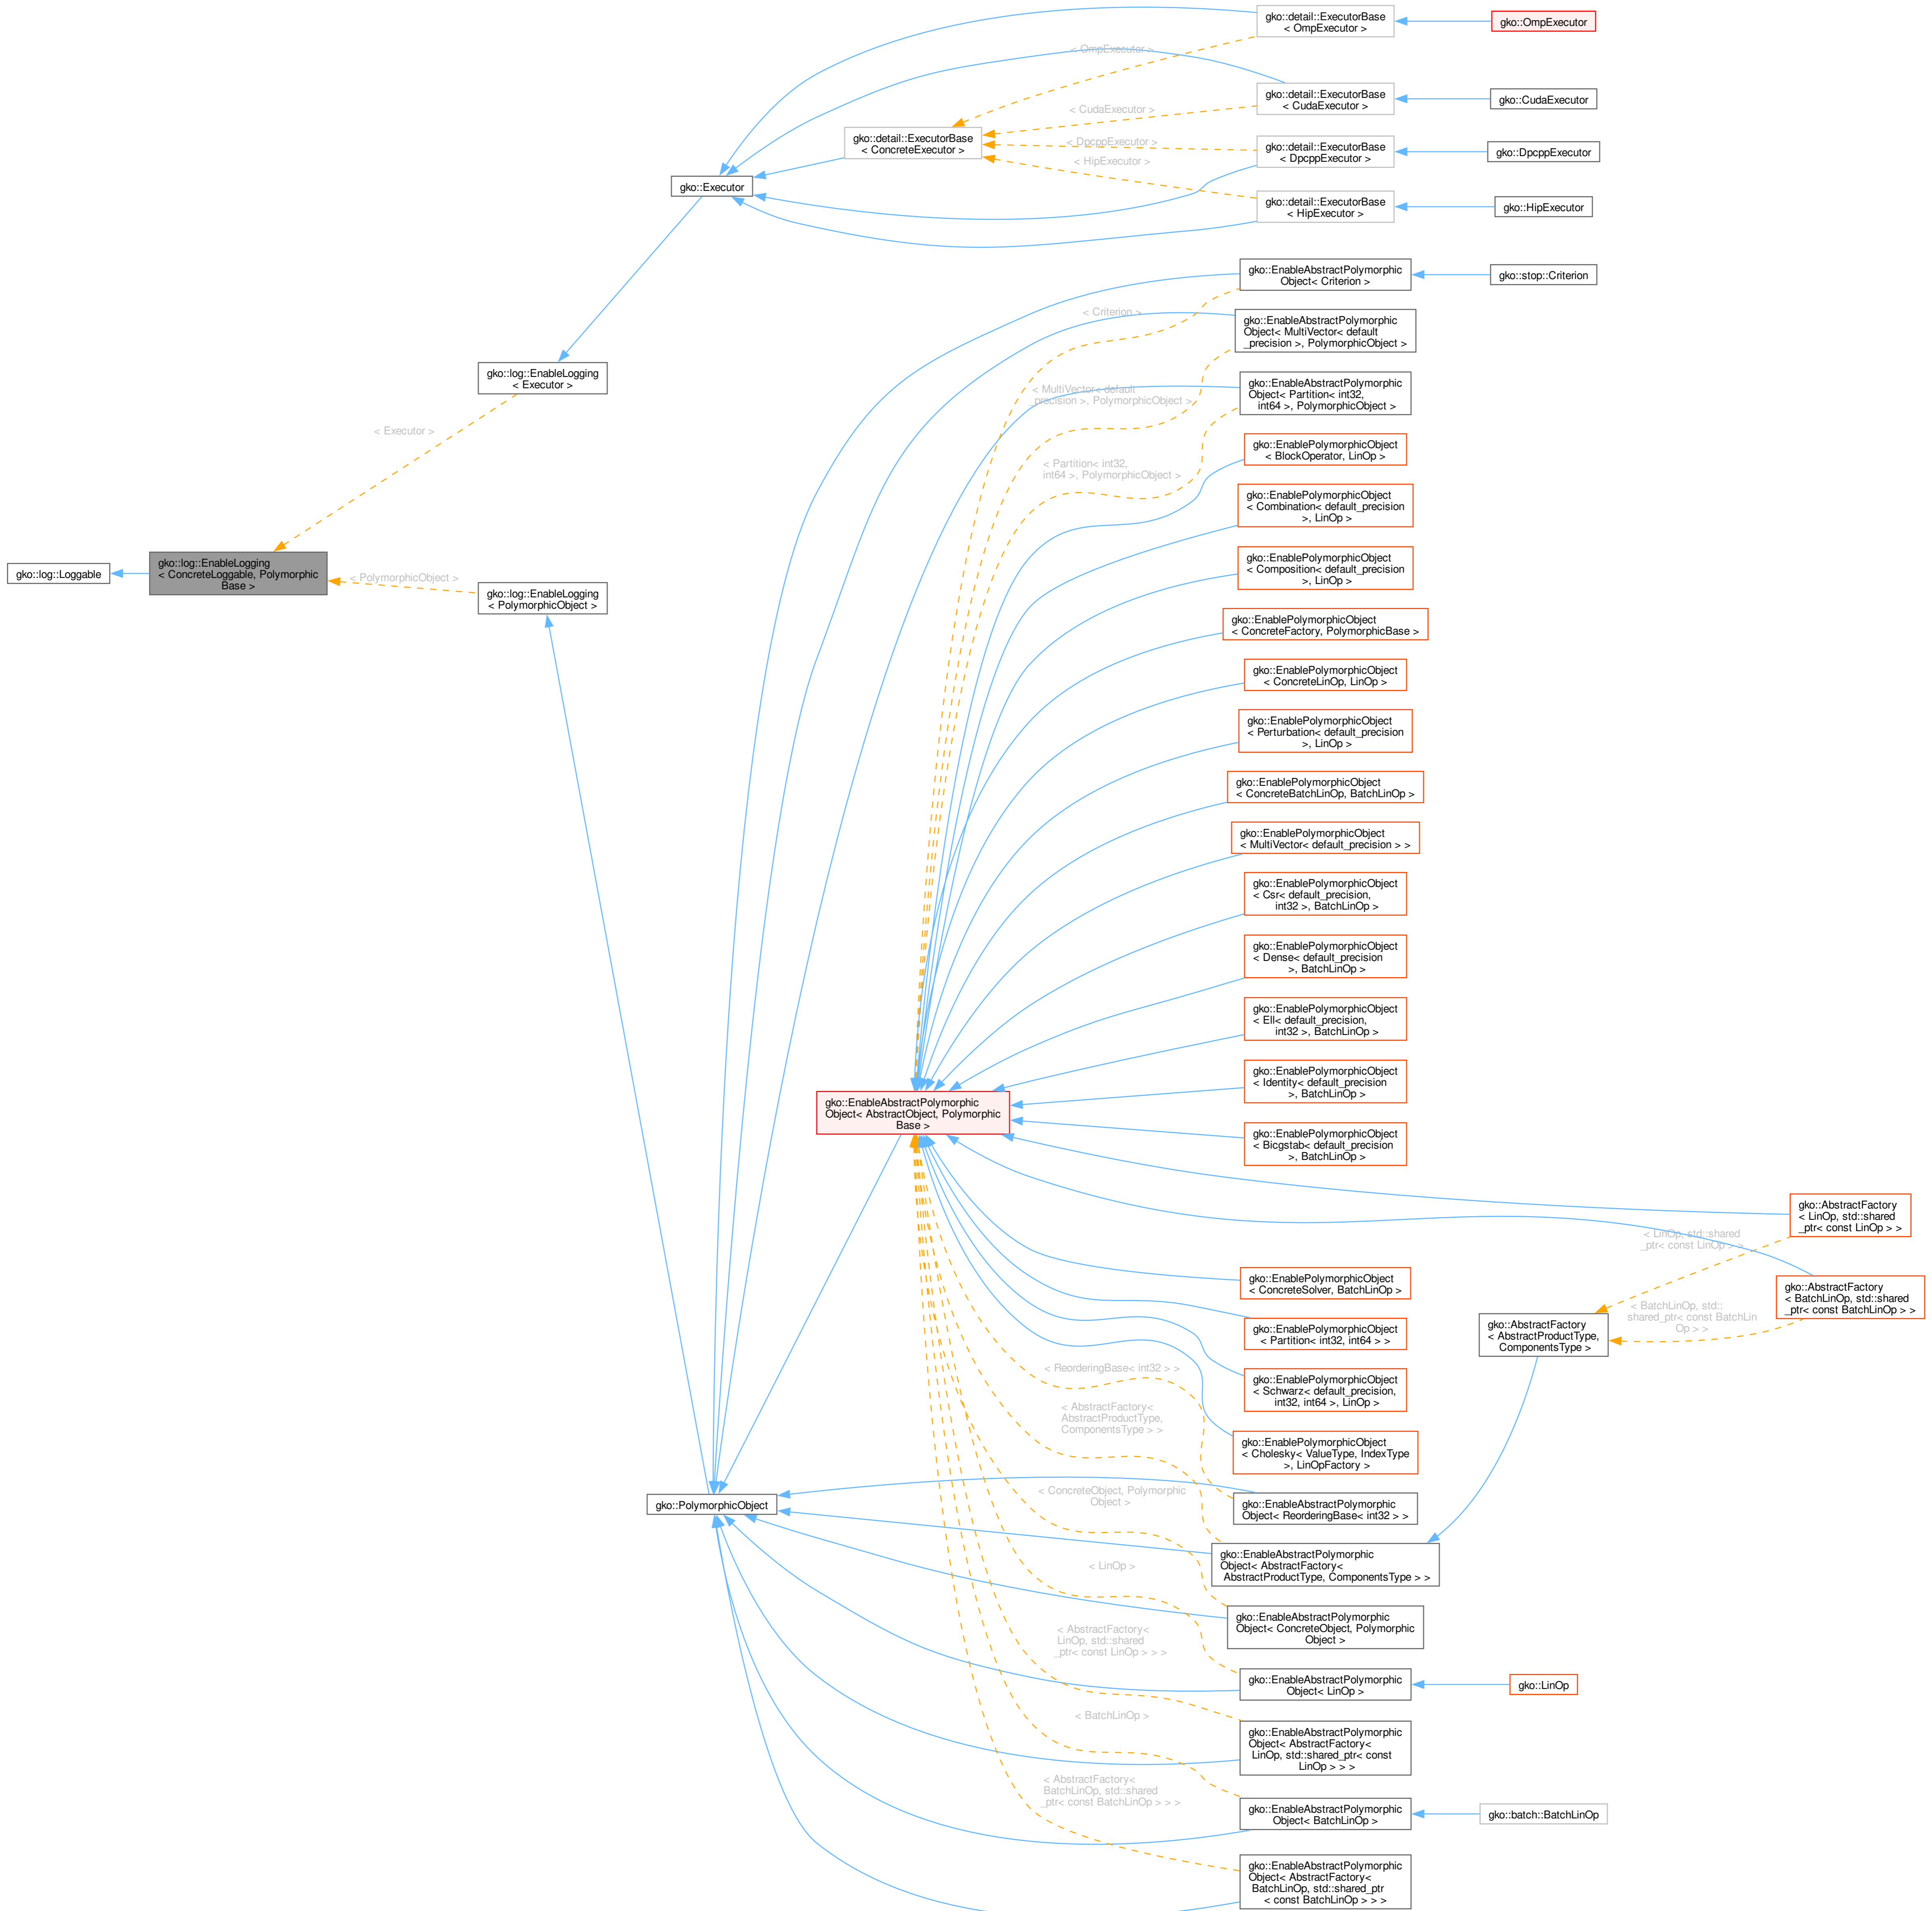 gko::log::Loggable
gko::log::EnableLogging
< ConcreteLoggable, Polymorphic
Base >
< Executor >
< PolymorphicObject >
gko::log::EnableLogging
< Executor >
gko::log::EnableLogging
< PolymorphicObject >
gko::Executor
gko::detail::ExecutorBase
< ConcreteExecutor >
< OmpExecutor >
< CudaExecutor >
< DpcppExecutor >
< HipExecutor >
gko::detail::ExecutorBase
< OmpExecutor >
gko::OmpExecutor
gko::detail::ExecutorBase
< CudaExecutor >
gko::CudaExecutor
gko::detail::ExecutorBase
< DpcppExecutor >
gko::DpcppExecutor
gko::detail::ExecutorBase
< HipExecutor >
gko::HipExecutor
gko::EnableAbstractPolymorphic
Object< Criterion >
gko::stop::Criterion
< Criterion >
gko::EnableAbstractPolymorphic
Object< MultiVector< default
_precision >, PolymorphicObject >
< MultiVector< default
_precision >, PolymorphicObject >
gko::EnableAbstractPolymorphic
Object< Partition< int32,
int64 >, PolymorphicObject >
< Partition< int32,
int64 >, PolymorphicObject >
gko::EnablePolymorphicObject
< BlockOperator, LinOp >
gko::EnablePolymorphicObject
< Combination< default_precision
>, LinOp >
gko::EnablePolymorphicObject
< Composition< default_precision
>, LinOp >
gko::EnablePolymorphicObject
< ConcreteFactory, PolymorphicBase >
gko::EnablePolymorphicObject
< ConcreteLinOp, LinOp >
gko::EnablePolymorphicObject
< Perturbation< default_precision
>, LinOp >
gko::EnablePolymorphicObject
< ConcreteBatchLinOp, BatchLinOp >
gko::EnablePolymorphicObject
< MultiVector< default_precision > >
gko::EnablePolymorphicObject
< Csr< default_precision,
int32 >, BatchLinOp >
gko::EnablePolymorphicObject
< Dense< default_precision
>, BatchLinOp >
gko::EnablePolymorphicObject
< Ell< default_precision,
int32 >, BatchLinOp >
gko::EnablePolymorphicObject
< Identity< default_precision
>, BatchLinOp >
gko::EnableAbstractPolymorphic
Object< AbstractObject, Polymorphic
Base >
gko::EnablePolymorphicObject
< Bicgstab< default_precision
>, BatchLinOp >
gko::AbstractFactory
< LinOp, std::shared
_ptr< const LinOp > >
< LinOp, std::shared
_ptr< const LinOp > >
gko::EnablePolymorphicObject
< ConcreteSolver, BatchLinOp >
gko::AbstractFactory
< BatchLinOp, std::shared
_ptr< const BatchLinOp > >
< BatchLinOp, std::
shared_ptr< const BatchLin
Op > >
gko::AbstractFactory
< AbstractProductType,
ComponentsType >
gko::EnablePolymorphicObject
< Partition< int32, int64 > >
gko::EnablePolymorphicObject
< Schwarz< default_precision,
int32, int64 >, LinOp >
gko::EnablePolymorphicObject
< Cholesky< ValueType, IndexType
>, LinOpFactory >
< ReorderingBase< int32 > >
< AbstractFactory<
AbstractProductType,
ComponentsType > >
gko::PolymorphicObject
< ConcreteObject, Polymorphic
Object >
gko::EnableAbstractPolymorphic
Object< ReorderingBase< int32 > >
gko::EnableAbstractPolymorphic
Object< AbstractFactory<
AbstractProductType, ComponentsType > >
< LinOp >
gko::EnableAbstractPolymorphic
Object< ConcreteObject, Polymorphic
Object >
< AbstractFactory<
LinOp, std::shared
_ptr< const LinOp > > >
gko::EnableAbstractPolymorphic
Object< LinOp >
gko::LinOp
< BatchLinOp >
gko::EnableAbstractPolymorphic
Object< AbstractFactory<
LinOp, std::shared_ptr< const
LinOp > > >
< AbstractFactory<
BatchLinOp, std::shared
_ptr< const BatchLinOp > > >
gko::EnableAbstractPolymorphic
Object< BatchLinOp >
gko::batch::BatchLinOp
gko::EnableAbstractPolymorphic
Object< AbstractFactory<
BatchLinOp, std::shared_ptr
< const BatchLinOp > > >